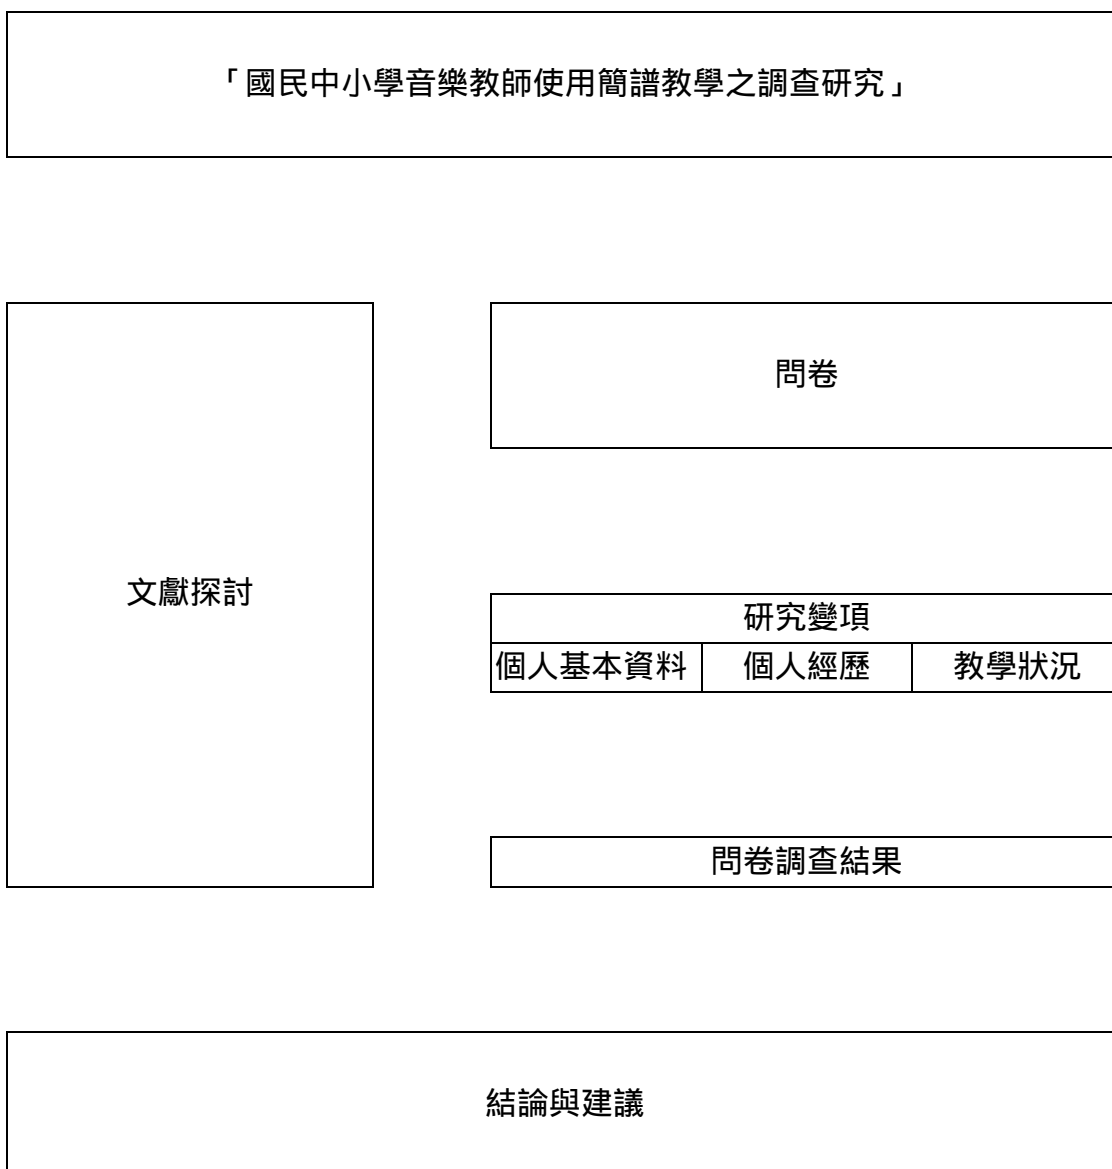 「國民中小學音樂教師使用簡譜教學之調查研究」
問卷
文獻探討
研究變項
個人基本資料 個人經歷 教學狀況
問卷調查結果
結論與建議